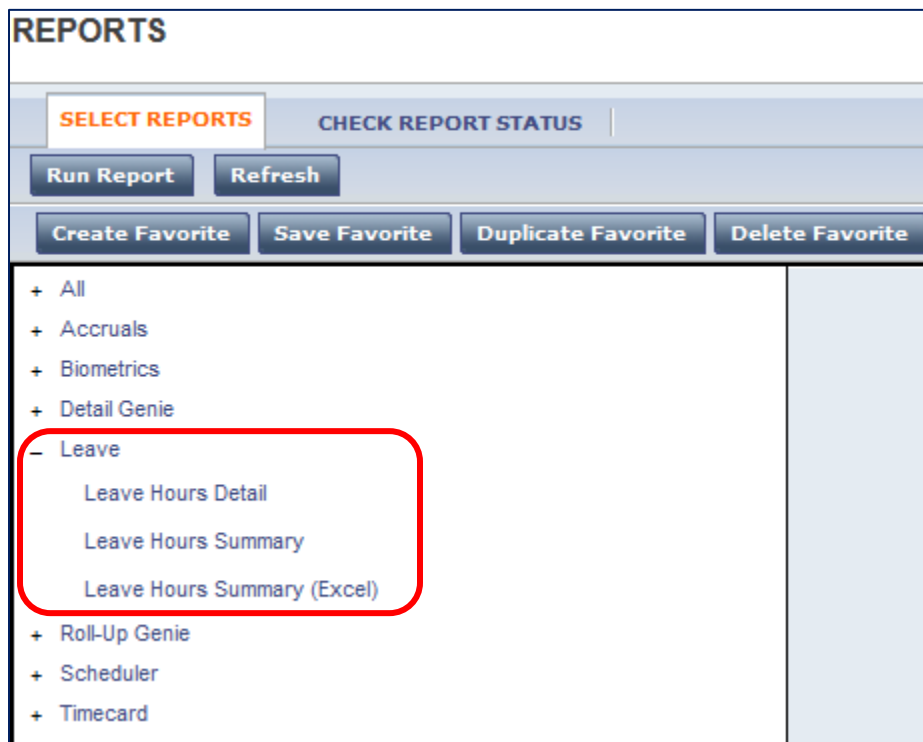 REPORTS
SELECT REPORTS CHECK REPORT STATUS
Run Report Refresh
Create Favorite Save Favorite Duplicate Favorite Delete Favorite
+ All
+ Accruals
+ Biometrics
+ Detail Genie
– Leave
Leave Hours Detail
Leave Hours Summary
Leave Hours Summary (Excel)
+ Roll-Up Genie
+ Scheduler
+ Timecard